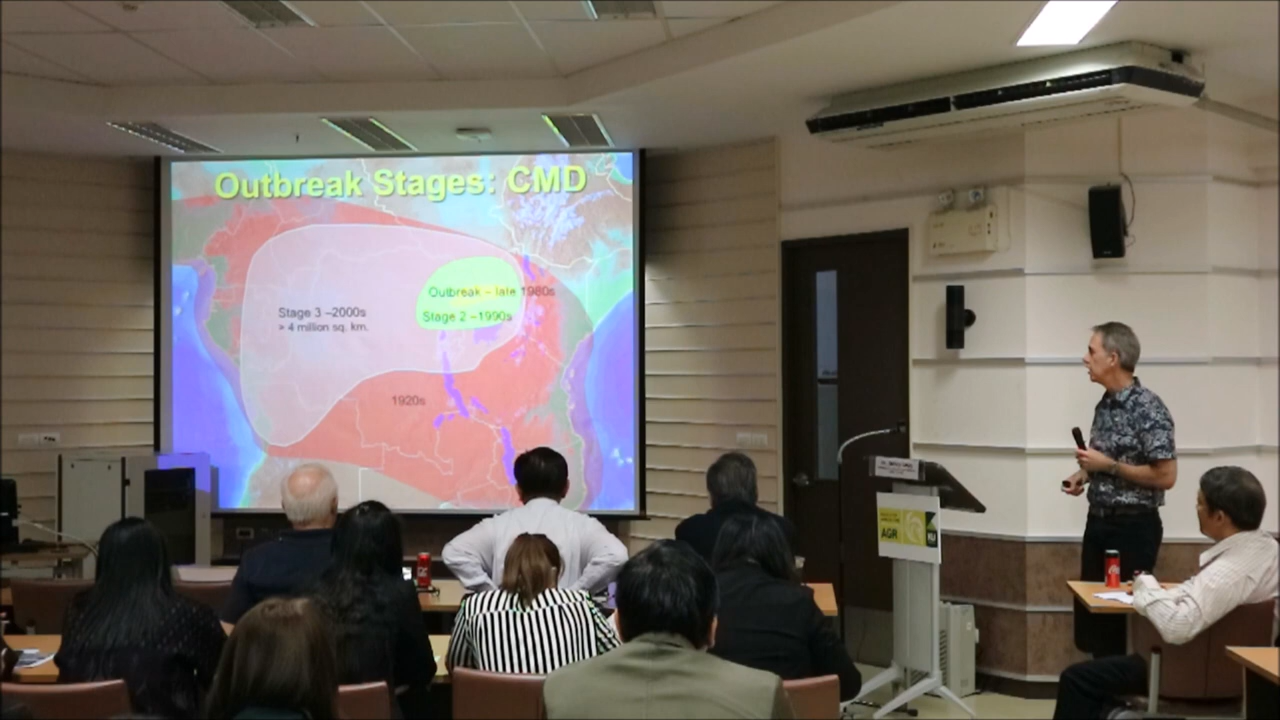 Outbreak Stages: CMD
Outbreak – late 1980s
Stage 3 –2000s
Stage 2 –1990s
> 4 million sq. km.
1920s
AGR